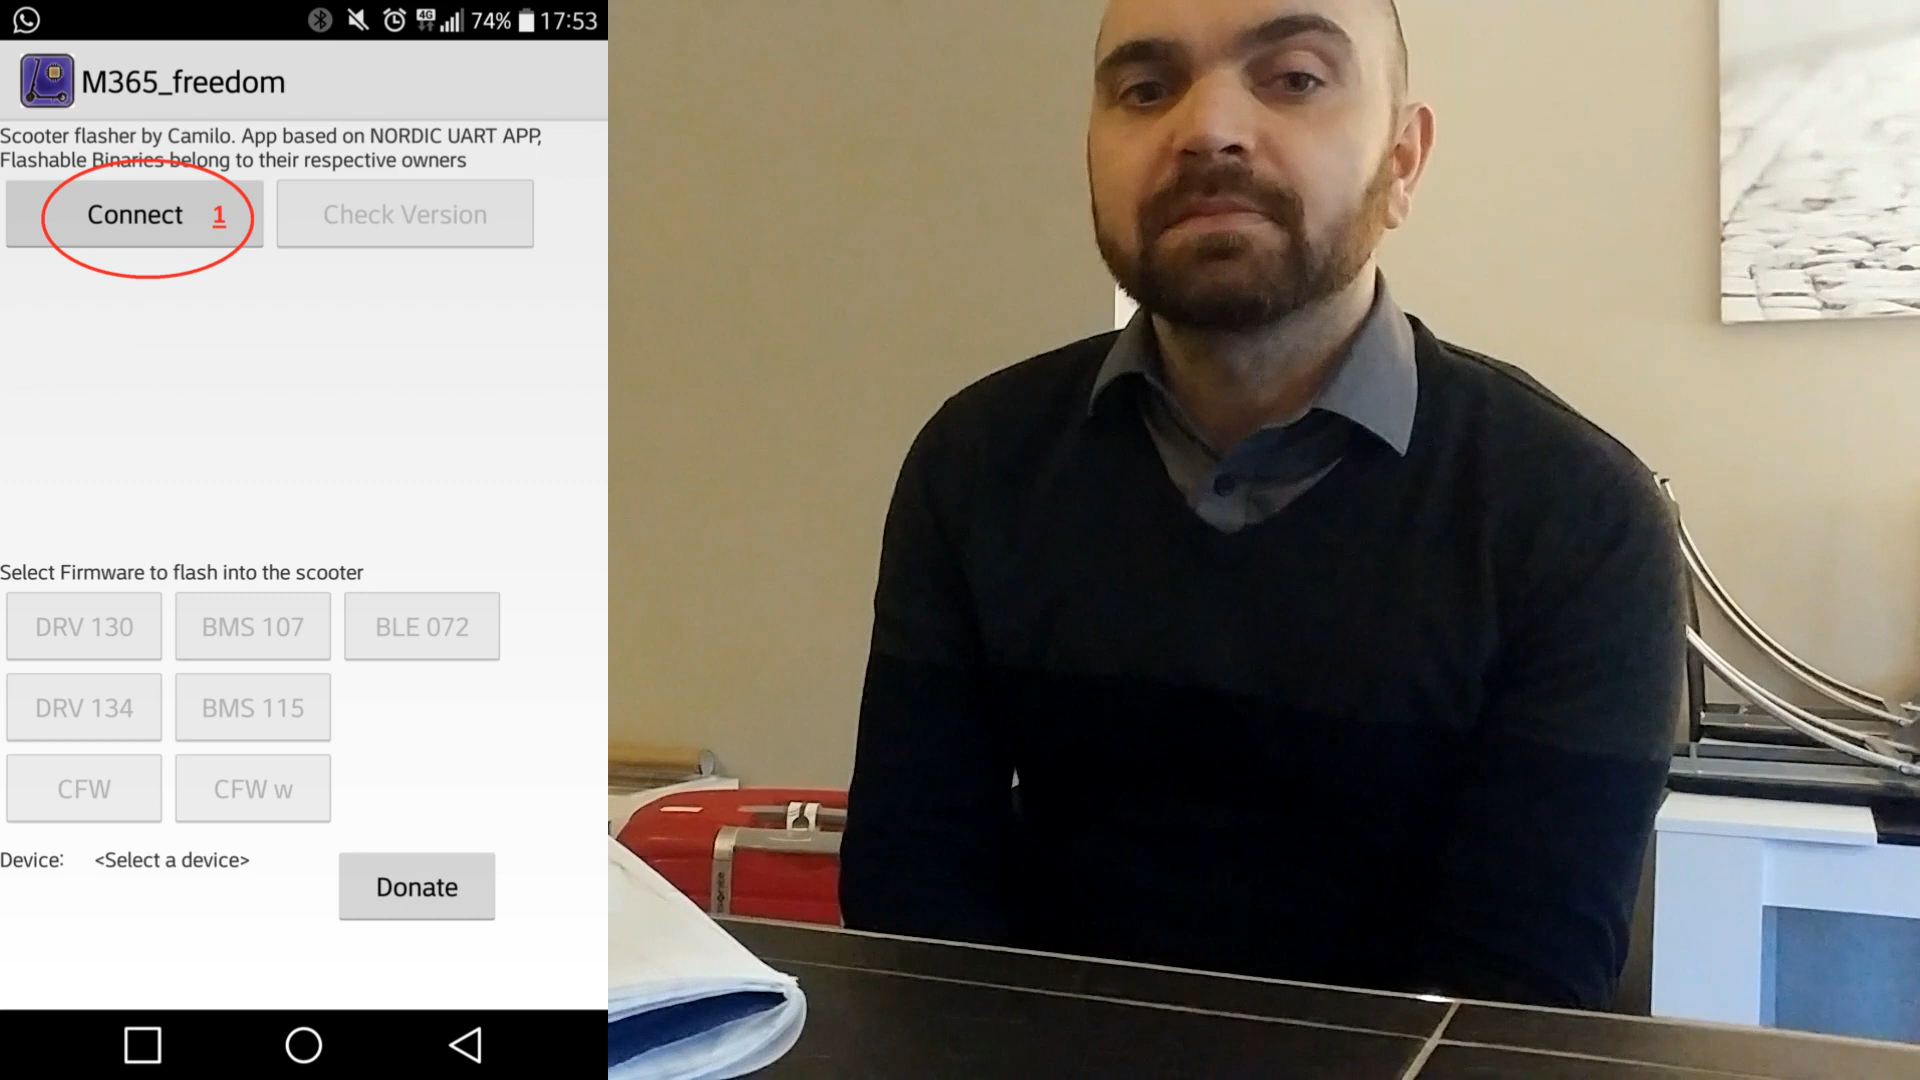 4G
74%
17:53
M365_freedom
Scooter flasher by Camilo. App based on NORDIC UART APP,
Flashable Binaries belong to their respective owners
Connect 1
Check Version
Select Firmware to flash into the scooter
DRV 130
BMS 107
BLE 072
DRV 134
BMS 115
CFW
CFW w
Device: <Select a device>
Donate